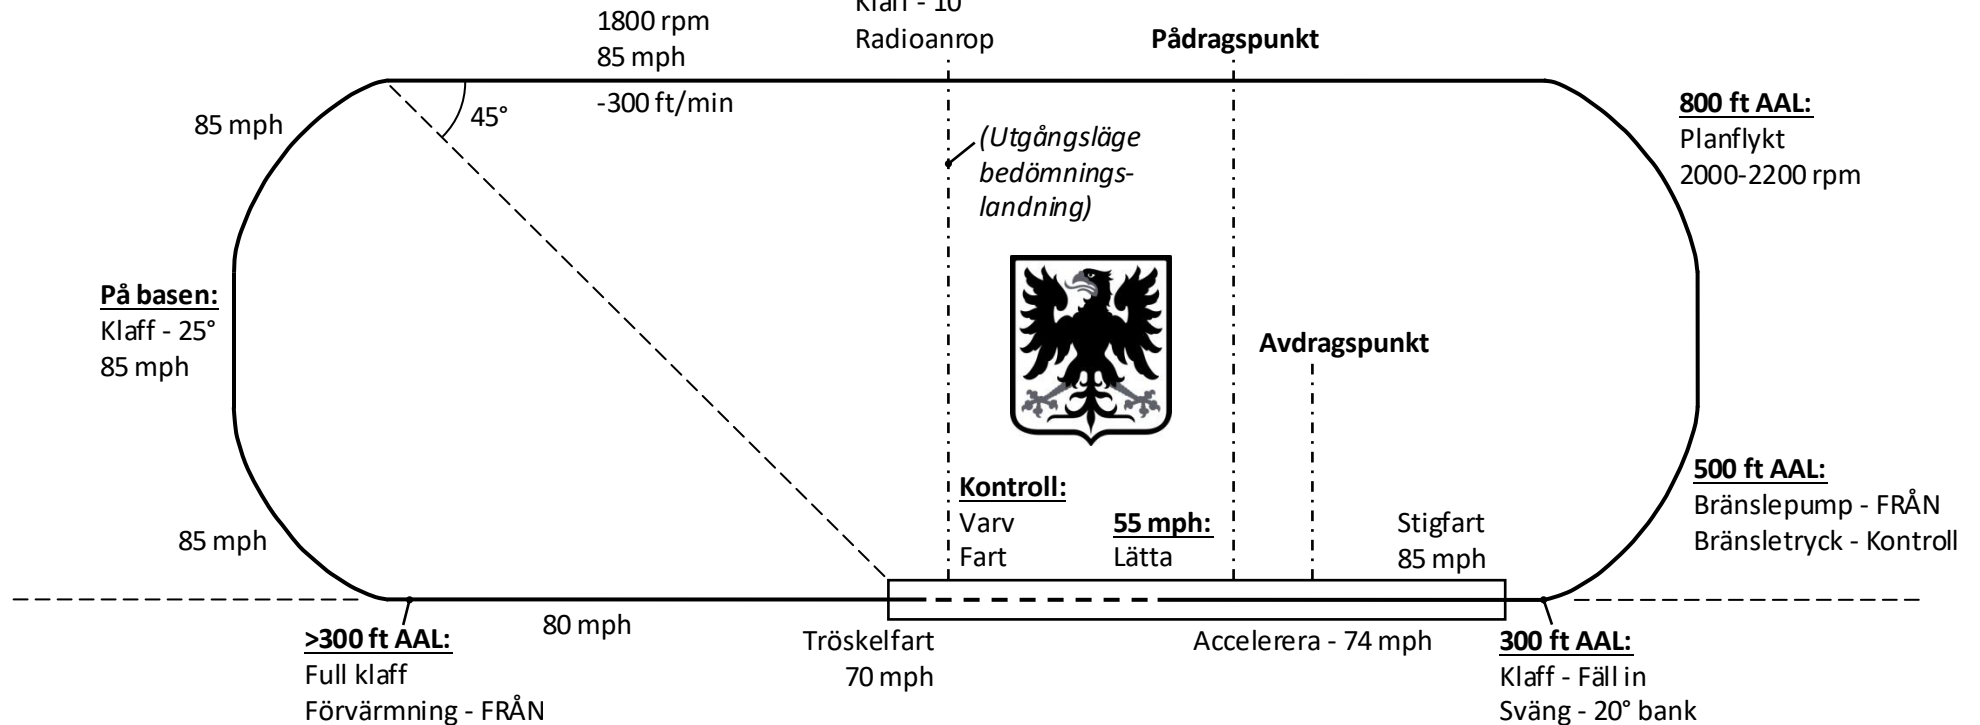 Klaff - 10
1800 rpm
85 mph
-300 ft/min
Radioanrop
Pådragspunkt
45°
85 mph
800 ft AAL:
Planflykt
2000-2200 rpm
(Utgångsläge
bedömnings-
landning)
På basen:
Klaff - 25°
85 mph
Avdragspunkt
Kontroll:
Varv
Fart
55 mph:
Lätta
Stigfart
85 mph
500 ft AAL:
Bränslepump - FRÅN
Bränsletryck - Kontroll
85 mph
>300 ft AAL:
Full klaff
Förvärmning - FRÅN
80 mph
Tröskelfart
70 mph
Accelerera - 74 mph
300 ft AAL:
Klaff - Fäll in
Sväng - 20° bank